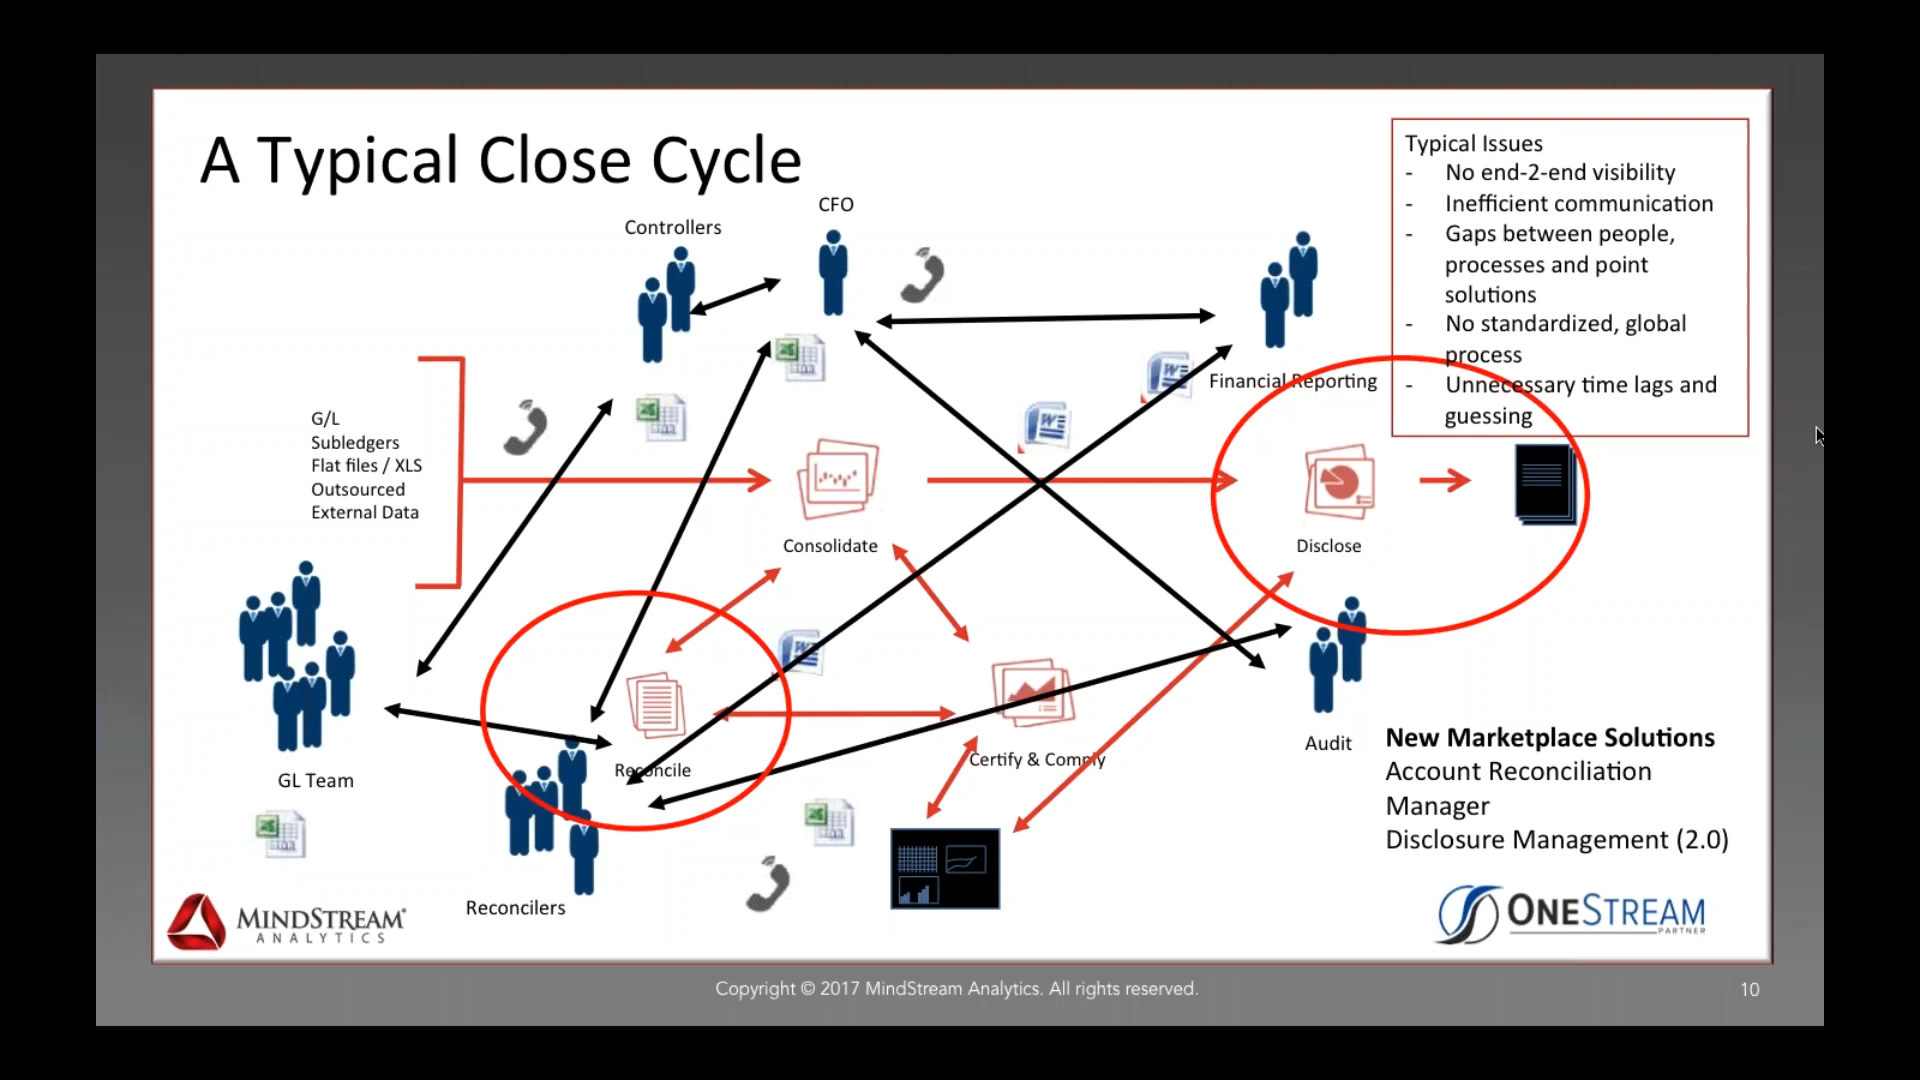 A Typical Close Cycle
CFO
Controllers
Typical Issues
- No end-2-end visibility
- Inefficient communication
- Gaps between people,
processes and point
solutions
- No standardized, global
process
- Unnecessary time lags and
guessing
Financial Reporting
G/L
Subledgers
Flat files / XLS
Outsourced
External Data
Consolidate
Disclose
Reconcile
Certify & Comply
Audit
GL Team
Reconcilers
New Marketplace Solutions
Account Reconciliation
Manager
Disclosure Management (2.0)
MINDSTREAM
ANALYTICS
ONESTREAM
PARTNER
Copyright © 2017 MindStream Analytics. All rights reserved.
10